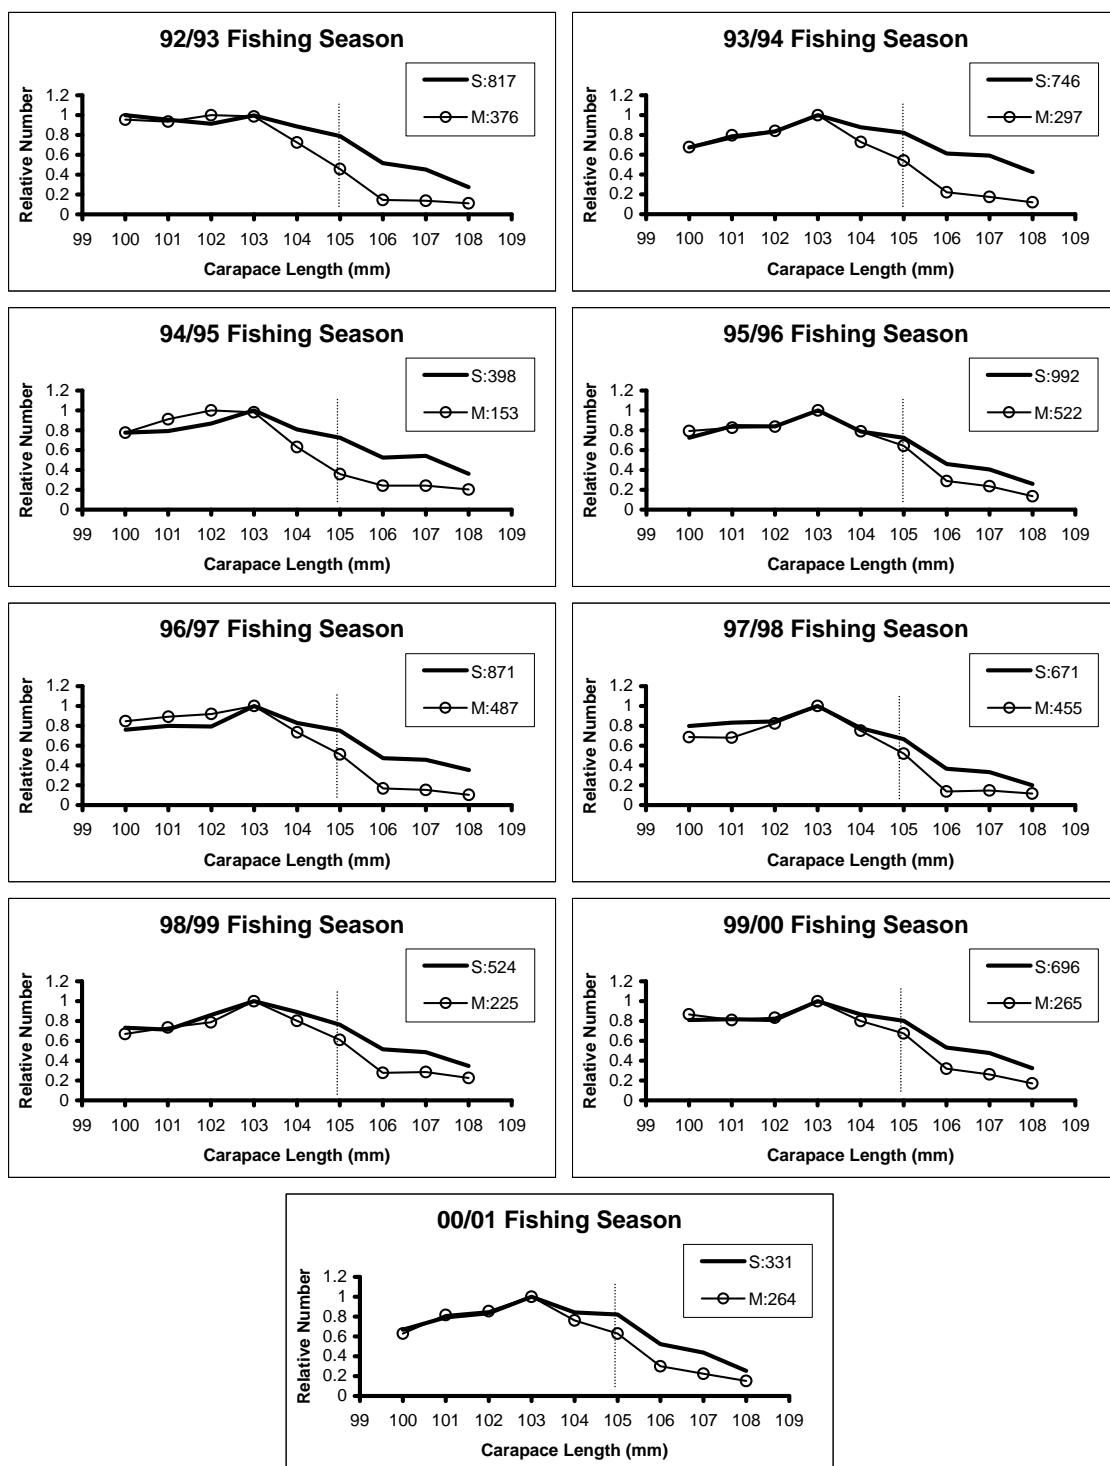 92/93 Fishing Season
S:817
M:376
Relative Number
1.2
1
0.8
0.6
0.4
0.2
0
99 100 101 102 103 104 105 106 107 108 109
Carapace Length (mm)
93/94 Fishing Season
S:746
M:297
Relative Number
1.2
1
0.8
0.6
0.4
0.2
0
99 100 101 102 103 104 105 106 107 108 109
Carapace Length (mm)
94/95 Fishing Season
S:398
M:153
Relative Number
1.2
1
0.8
0.6
0.4
0.2
0
99 100 101 102 103 104 105 106 107 108 109
Carapace Length (mm)
95/96 Fishing Season
S:992
M:522
Relative Number
1.2
1
0.8
0.6
0.4
0.2
0
99 100 101 102 103 104 105 106 107 108 109
Carapace Length (mm)
96/97 Fishing Season
S:871
M:487
Relative Number
1.2
1
0.8
0.6
0.4
0.2
0
99 100 101 102 103 104 105 106 107 108 109
Carapace Length (mm)
97/98 Fishing Season
S:671
M:455
Relative Number
1.2
1
0.8
0.6
0.4
0.2
0
99 100 101 102 103 104 105 106 107 108 109
Carapace Length (mm)
98/99 Fishing Season
S:524
M:225
Relative Number
1.2
1
0.8
0.6
0.4
0.2
0
99 100 101 102 103 104 105 106 107 108 109
Carapace Length (mm)
99/00 Fishing Season
S:696
M:265
Relative Number
1.2
1
0.8
0.6
0.4
0.2
0
99 100 101 102 103 104 105 106 107 108 109
Carapace Length (mm)
00/01 Fishing Season
S:331
M:264
Relative Number
1.2
1
0.8
0.6
0.4
0.2
0
99 100 101 102 103 104 105 106 107 108 109
Carapace Length (mm)